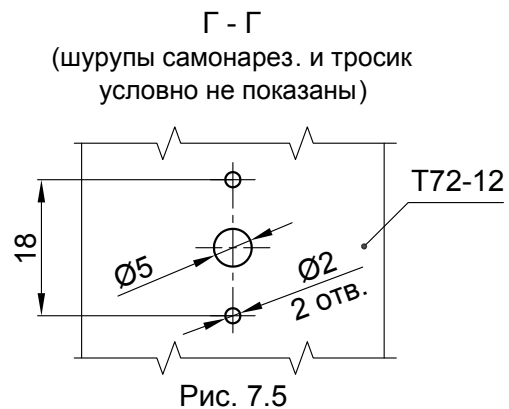 Г - Г
(шурупы самонарез. и тросик
условно не показаны)
Т72-12
18
Ø5
Ø2
2 отв.
Рис. 7.5